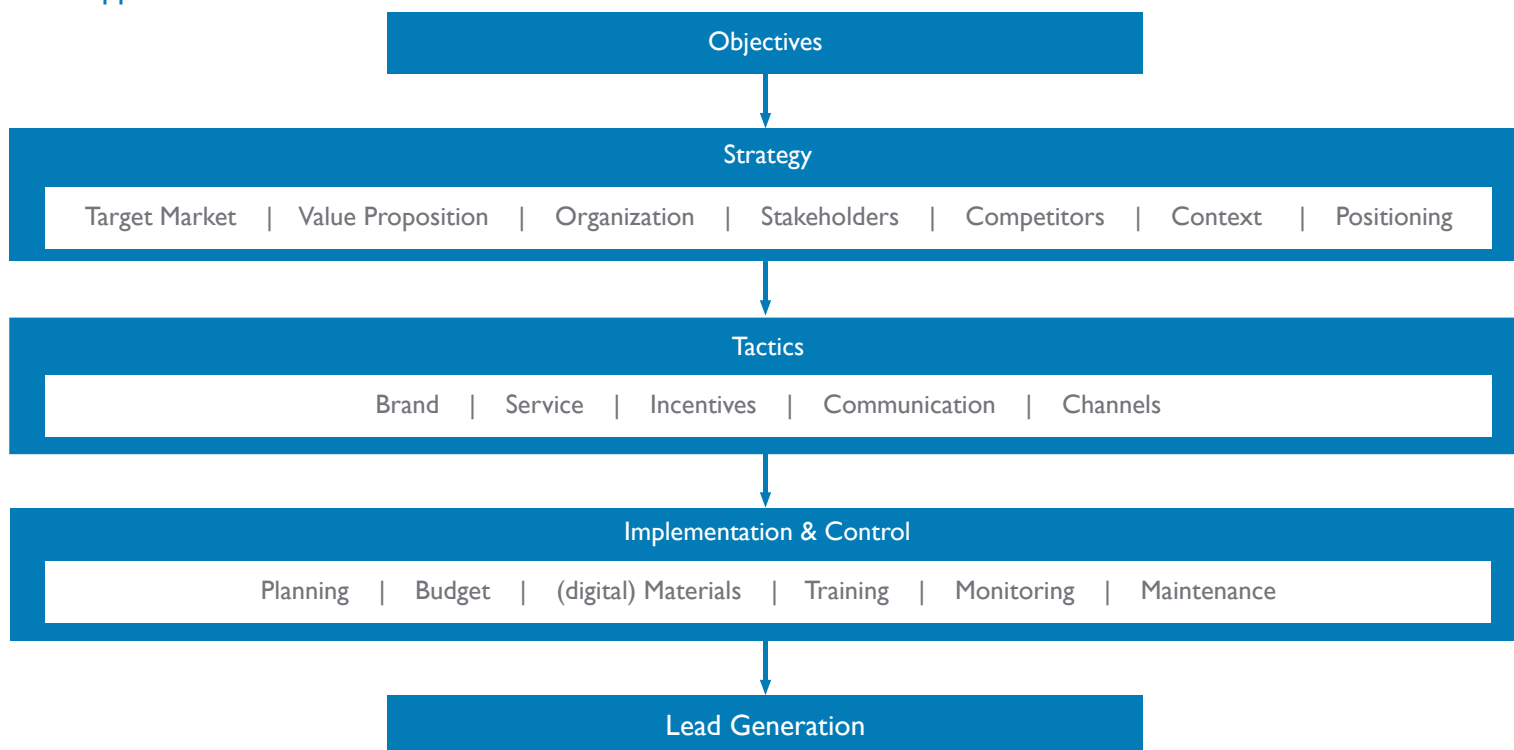 Objectives
Strategy
Target Market | Value Proposition | Organization | Stakeholders | Competitors | Context | Positioning
Tactics
Brand | Service | Incentives | Communication | Channels
Implementation & Control
Planning | Budget | (digital) Materials | Training | Monitoring | Maintenance
Lead Generation